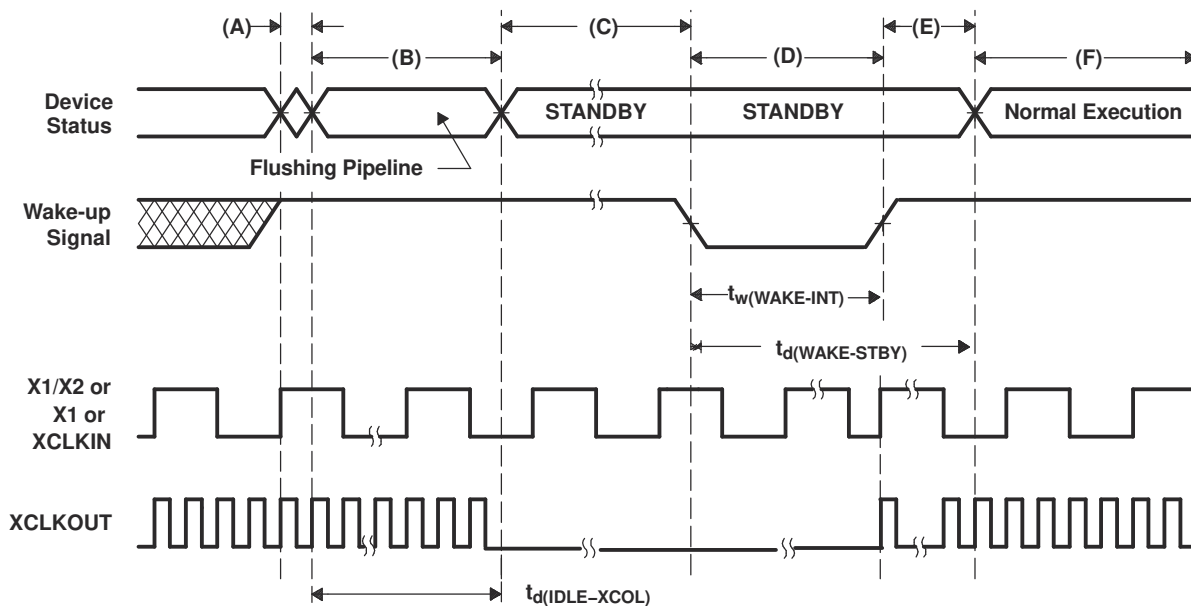 (A)
(C)
(E)
(B)
(D)
(F)
Device
Status
STANDBY
STANDBY
Normal Execution
Flushing Pipeline
Wake-up
Signal
tw(WAKE-INT)
td(WAKE-STBY)
X1/X2 or
X1 or
XCLKIN
XCLKOUT
td(IDLE−XCOL)